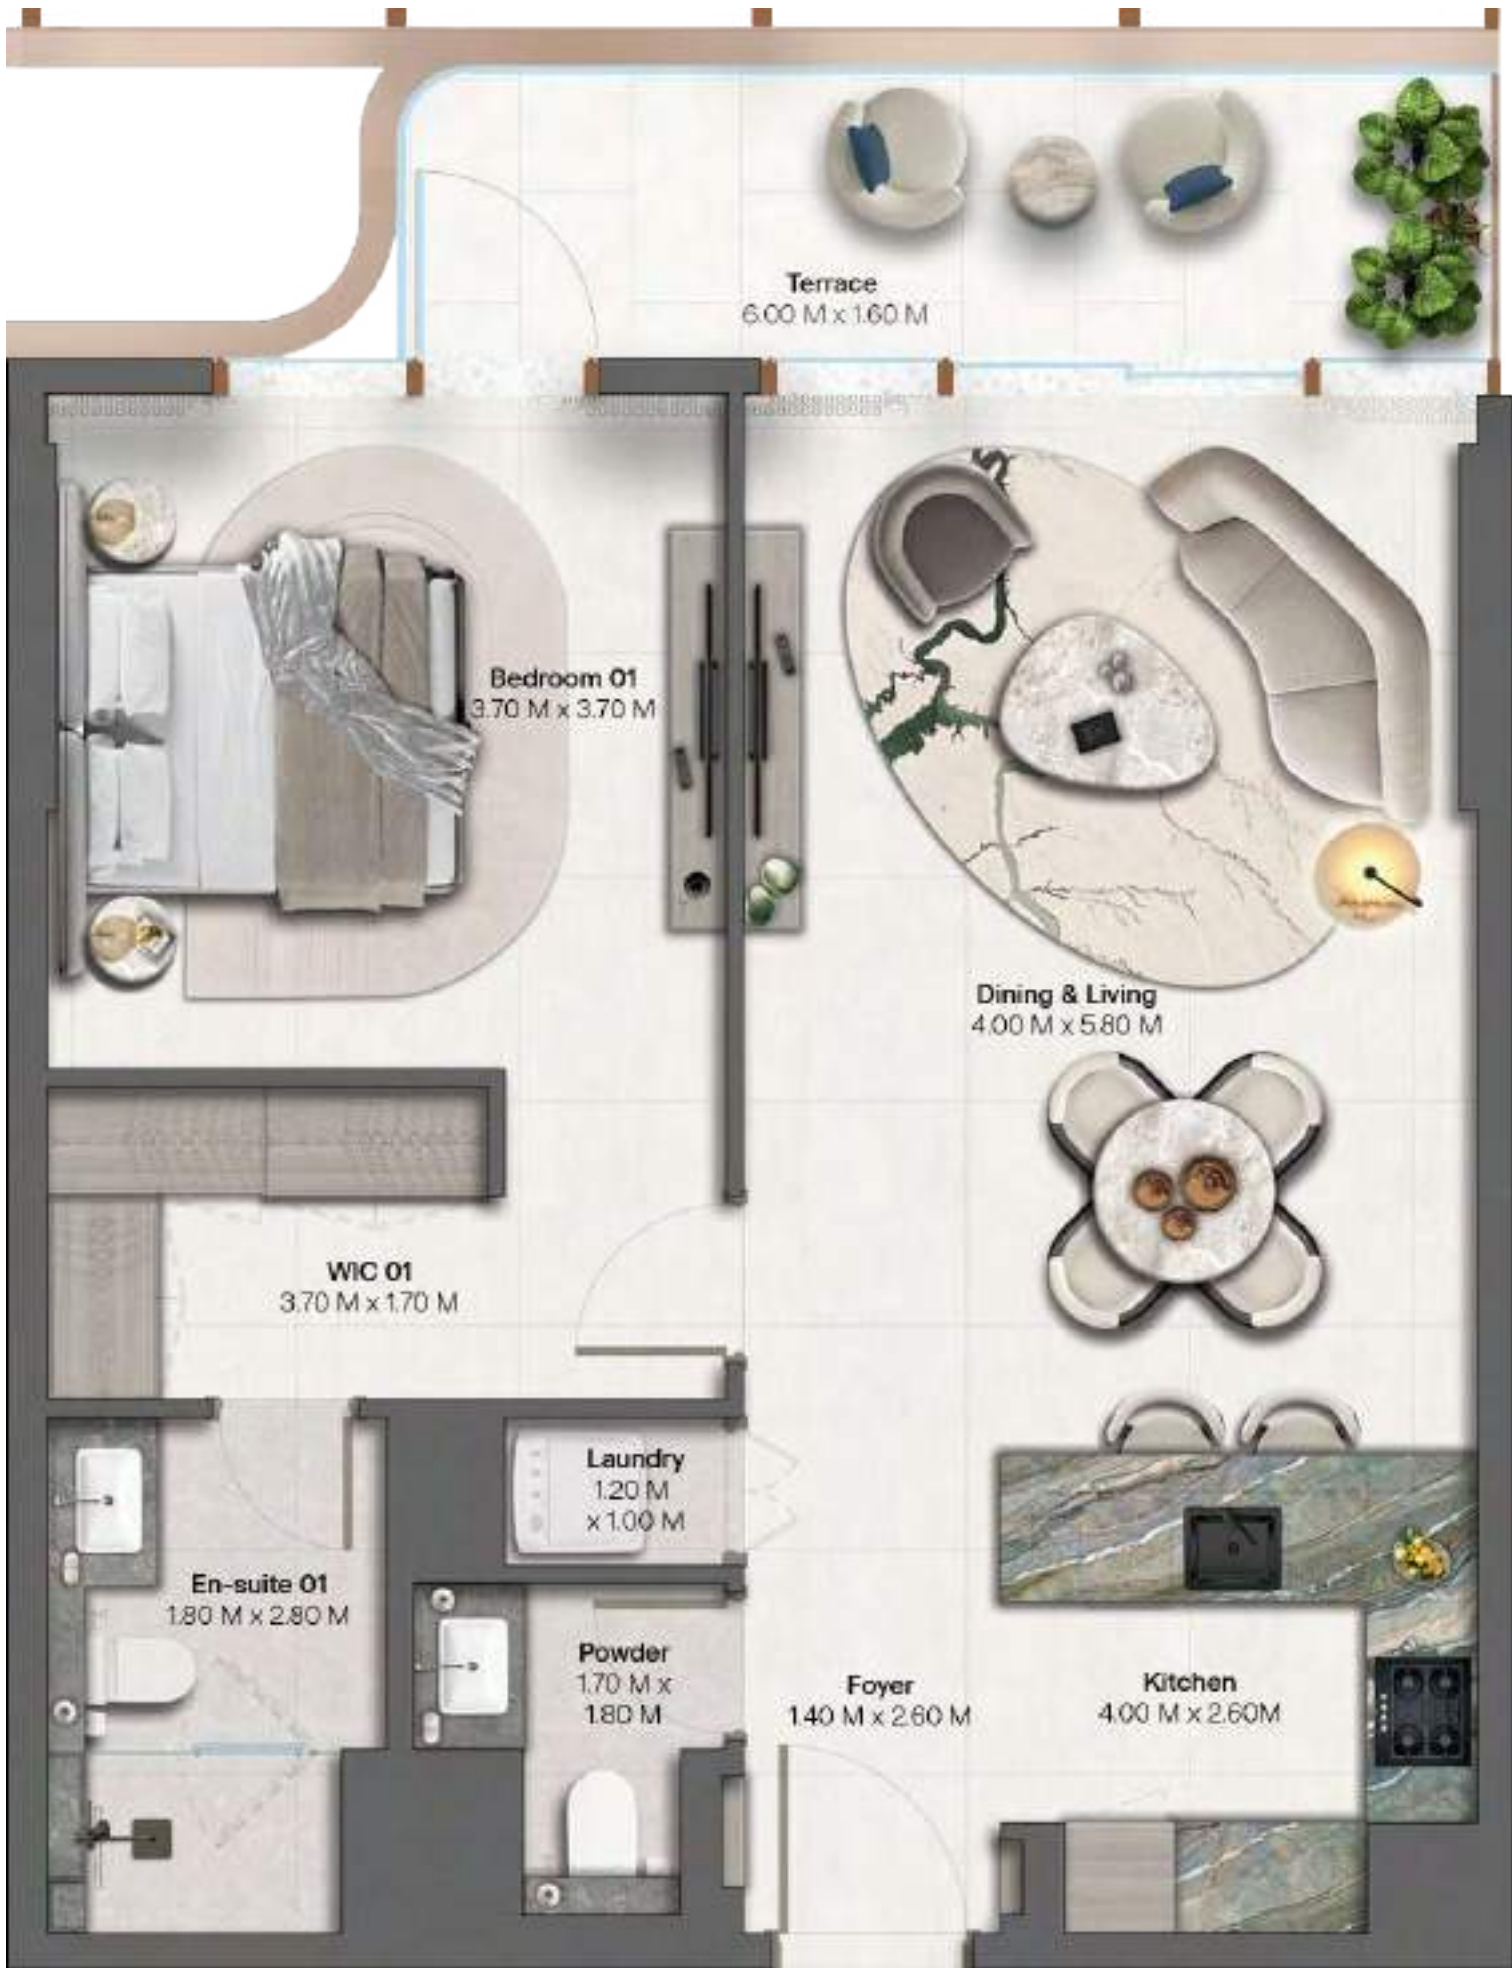 Terrace
6.00 M x 1.60 M
Bedroom 01
3.70 M x 3.70 M
Dining & Living
4.00 M x 5.80 M
WIC 01
3.70 M x 1.70 M
Laundry
1.20 M
x 1.00 M
En-suite 01
1.80 M x 2.80 M
Powder
1.70 M x
1.80 M
Foyer
1.40 M x 2.60 M
Kitchen
4.00 M x 2.60M